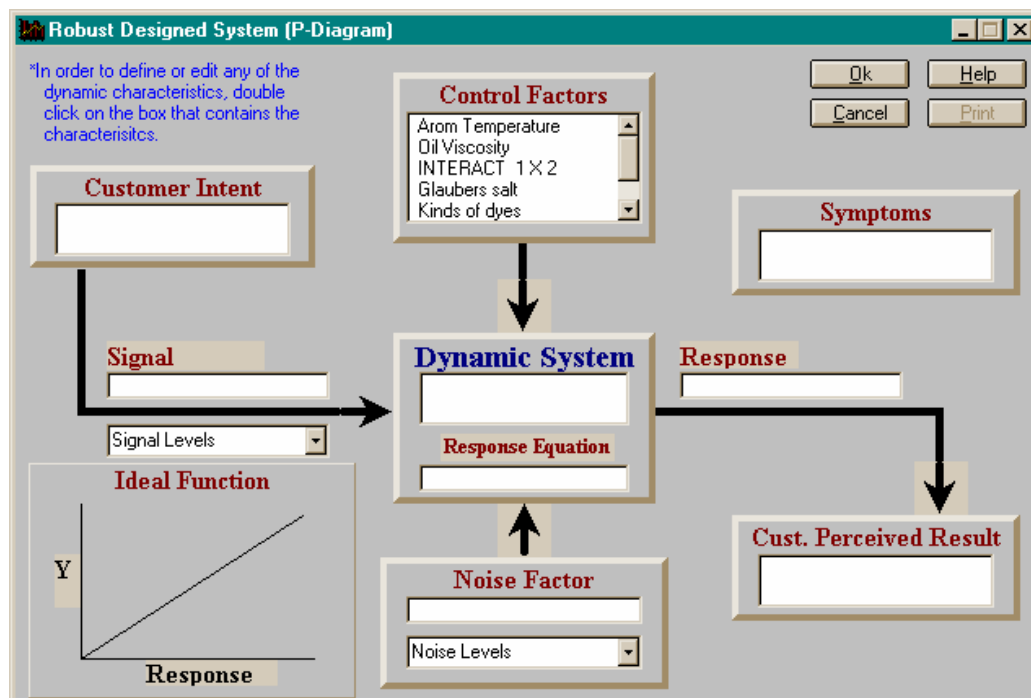 Robust Designed System (P-Diagram)
*In order to define or edit any of the
dynamic characteristics, double
click on the box that contains the
characterisitcs.
Control Factors
Arom Temperature
Oil Viscosity
INTERACT 1 X 2
Glaubers salt
Kinds of dyes
Ok
Help
Cancel
Print
Customer Intent
Symptoms
Signal
Signal Levels
Dynamic System
Response Equation
Response
Ideal Function
Y
Response
Noise Factor
Noise Levels
Cust. Perceived Result